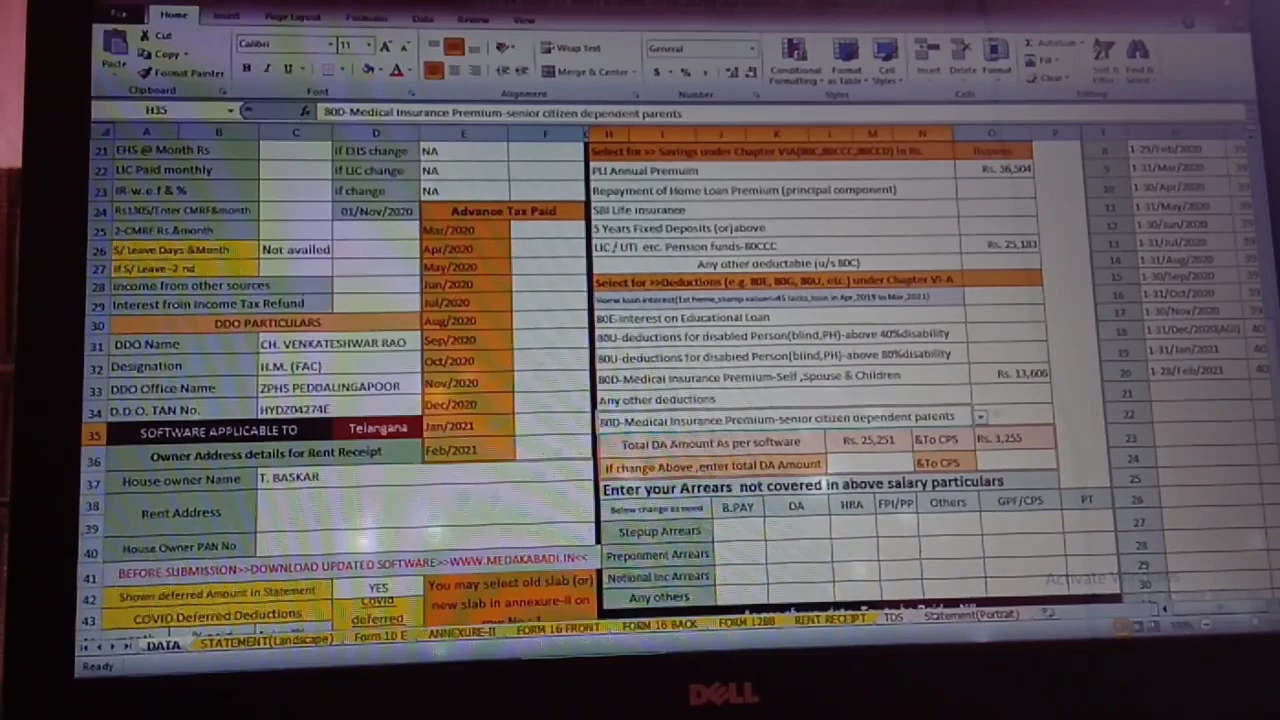 Home Insert Page Layout Formulas Data Review View
Cut
Copy
Format Painter
Paste
Clipboard
Calibri 11
B I U
Font
Wrap Text
Merge & Center
Alignment
General
$ %
Number
Conditional Formatting
Format as Table
Cell Styles
Styles
Insert Delete Format
Cells
AutoSum
Fill
Clear
Sort & Find &
Editing
H35
fx 80D-Medical Insurance Premium-senior citizen dependent parents
A B C D E F H I J K L M N O P T
21 EHS @ Month Rs if EHS change NA
22 LIC Paid monthly if LIC change NA
23 IR-w.e.f & % if change NA
24 Rs1305/Enter CMRF&month 01/Nov/2020 Advance Tax Paid
25 2-CMRF Rs &month Mar/2020
26 S/ Leave Days &Month Not availed Apr/2020
27 if S/ Leave-2 nd May/2020
28 Income from other sources Jun/2020
29 Interest from Income Tax Refund Jul/2020
30 DDO PARTICULARS Aug/2020
31 DDO Name CH. VENKATESHWAR RAO Sep/2020
32 Designation H.M. (FAC) Oct/2020
33 DDO Office Name ZPHS PEDDALINGAPOOR Nov/2020
34 D.D.O. TAN No. HYDZ04274E Dec/2020
35 SOFTWARE APPLICABLE TO Telangana Jan/2021
36 Owner Address details for Rent Receipt Feb/2021
37 House owner Name T. BASKAR
38 Rent Address
39
40 House Owner PAN No
41 BEFORE SUBMISSION>>DOWNLOAD UPDATED SOFTWARE>>WWW.MEDAKABADI.IN<<
42 Shown deferred Amount in Statement YES
43 COVID Deferred Deductions Covid deferred
You may select old slab (or) new slab in annexure-II on
Select for >> Savings under Chapter VIA(80C,80CCC,80CCD) in Rs. Rupees
PLI Annual Premium Rs. 36,504
Repayment of Home Loan Premium (principal component)
SBI Life Insurance
5 Years Fixed Deposits (or)above
LIC / UTI etc. Pension funds-80CCC Rs. 25,183
Any other deductable (u/s 80C)
Select for >>Deductions (e.g. 80E, 80G, 80U, etc.) under Chapter VI-A
80E-Interest on Educational Loan
80U-deductions for disabled Person(blind,PH)-above 40%disability
80U-deductions for disabled Person(blind,PH)-above 80%disability
80D-Medical Insurance Premium-Self ,Spouse & Children Rs. 13,606
Any other deductions
80D-Medical Insurance Premium-senior citizen dependent parents
Total DA Amount As per software Rs. 25,251 &To CPS Rs. 3,255
if change Above ,enter total DA Amount &To CPS
Enter your Arrears not covered in above salary particulars
Below change as need B.PAY DA HRA FPI/PP Others GPF/CPS PT
Stepup Arrears
Preponment Arrears
Notional Inc Arrears
Any others
8 1-29/Feb/2020
9 1-31/Mar/2020
10 1-30/Apr/2020
11 1-31/May/2020
12 1-30/Jun/2020
13 1-31/Jul/2020
14 1-31/Aug/2020
15 1-30/Sep/2020
16 1-31/Oct/2020
17 1-30/Nov/2020
18 1-31/Dec/2020
19 1-31/Jan/2021
20 1-28/Feb/2021
21
22
23
24
25
26
27
28
29
30
Activate Windows
DATA STATEMENT(Landscape) Form 10 E ANNEXURE-II FORM 16 FRONT FORM 16 BACK FORM 12BB RENT RECEIPT TDS Statement(Portrat)
Ready 100%
DELL